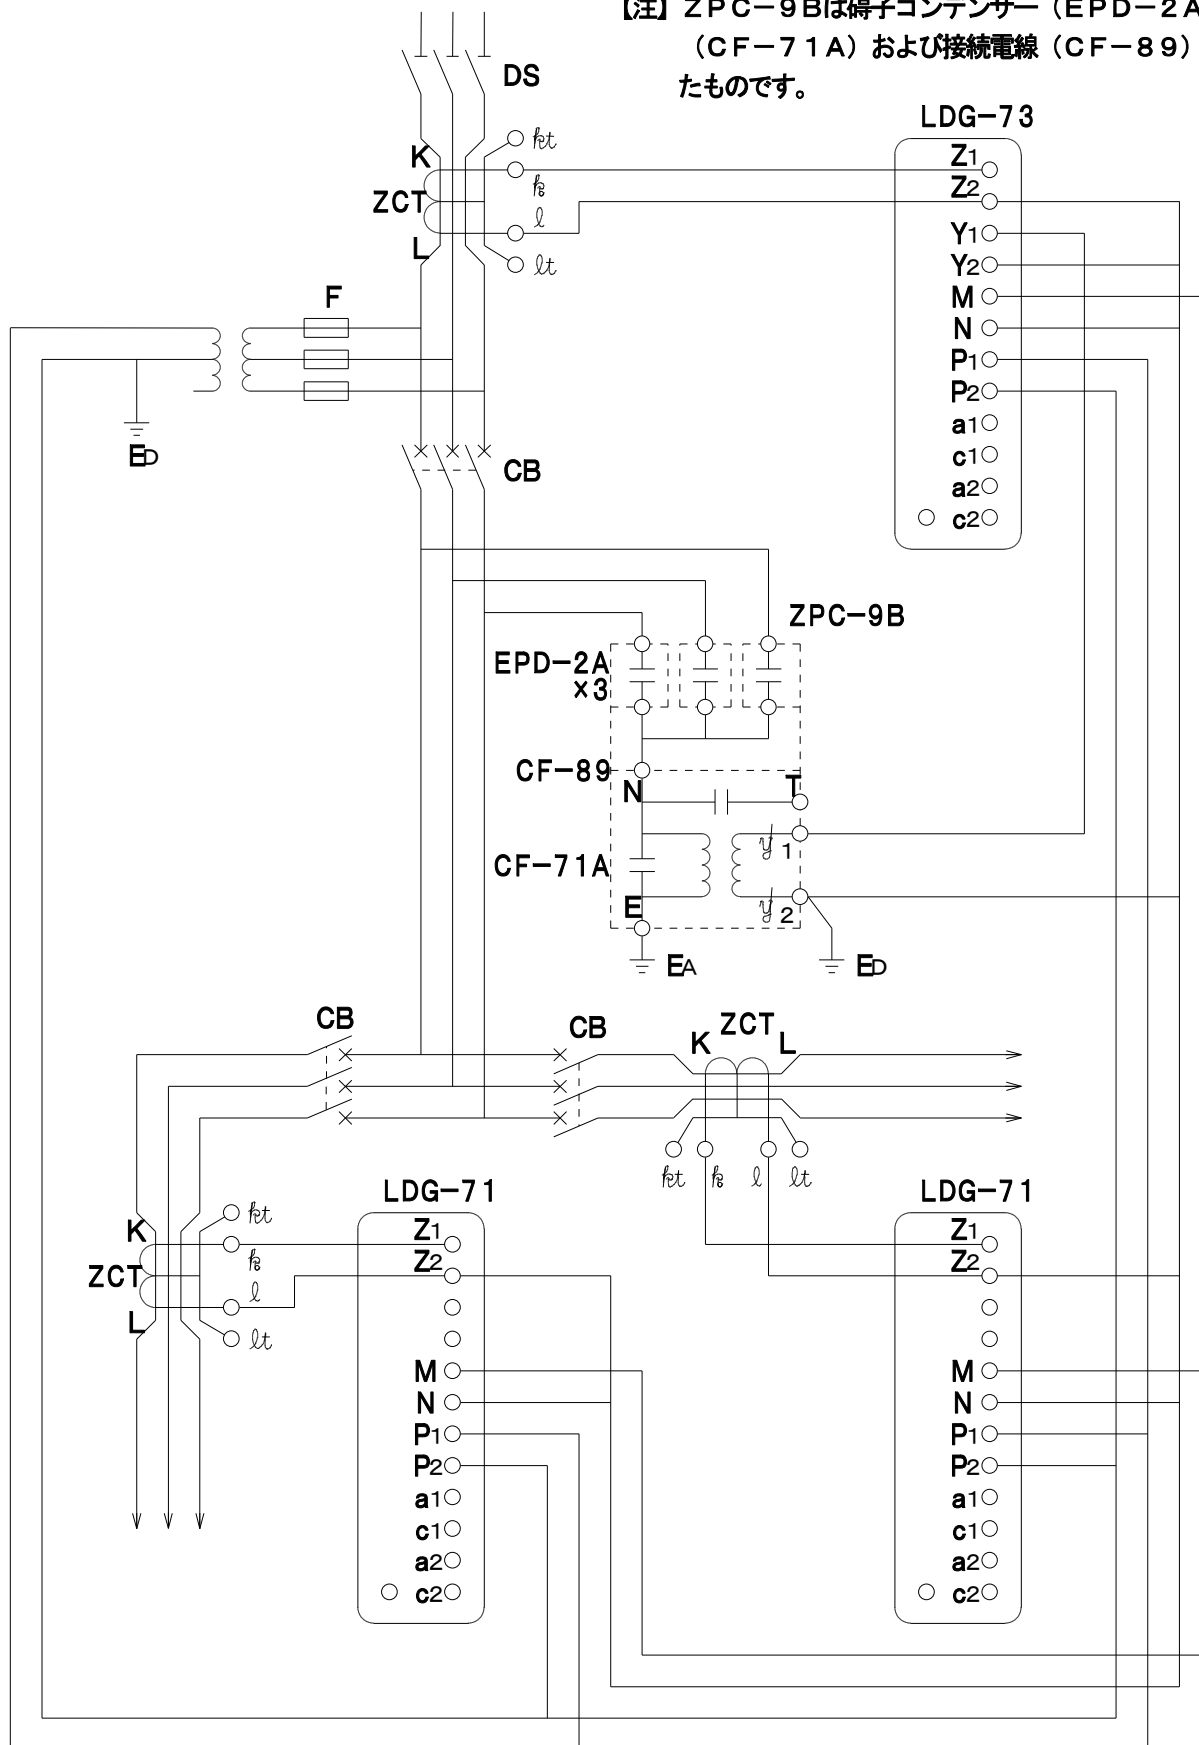 【注】ZPC－9Bは碍子コンデンサー（EPD－2A
（CF－71A）および接続電線（CF－89）
たものです。
DS
LDG－73
K
kt
k
ZCT
l
L
lt
Z1
Z2
Y1
Y2
M
N
P1
P2
a1
c1
a2
c2
F
ED
CB
ZPC－9B
EPD－2A
×3
CF－89
N
T
y1
CF－71A
E
y2
EA
ED
CB
CB
ZCT
K
L
kt
k
l
lt
LDG－71
LDG－71
K
kt
k
ZCT
l
L
lt
Z1
Z2
M
N
P1
P2
a1
c1
a2
c2
Z1
Z2
M
N
P1
P2
a1
c1
a2
c2